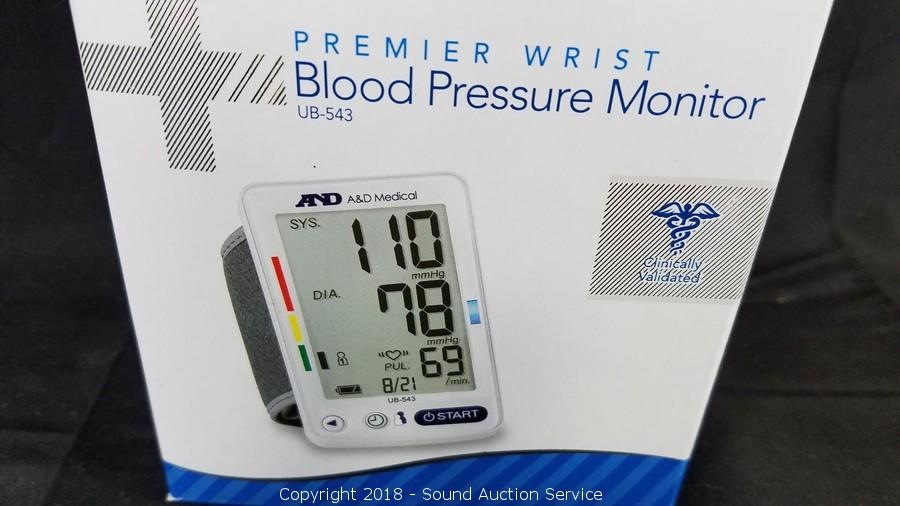 PREMIER WRIST
Blood Pressure Monitor
UB-543
AND A&D Medical
SYS. 110
mmHg
Clinically
Validated
DIA. 78
mmHg
PUL. 69
8/21 /min.
UB-543
START
Copyright 2018 - Sound Auction Service